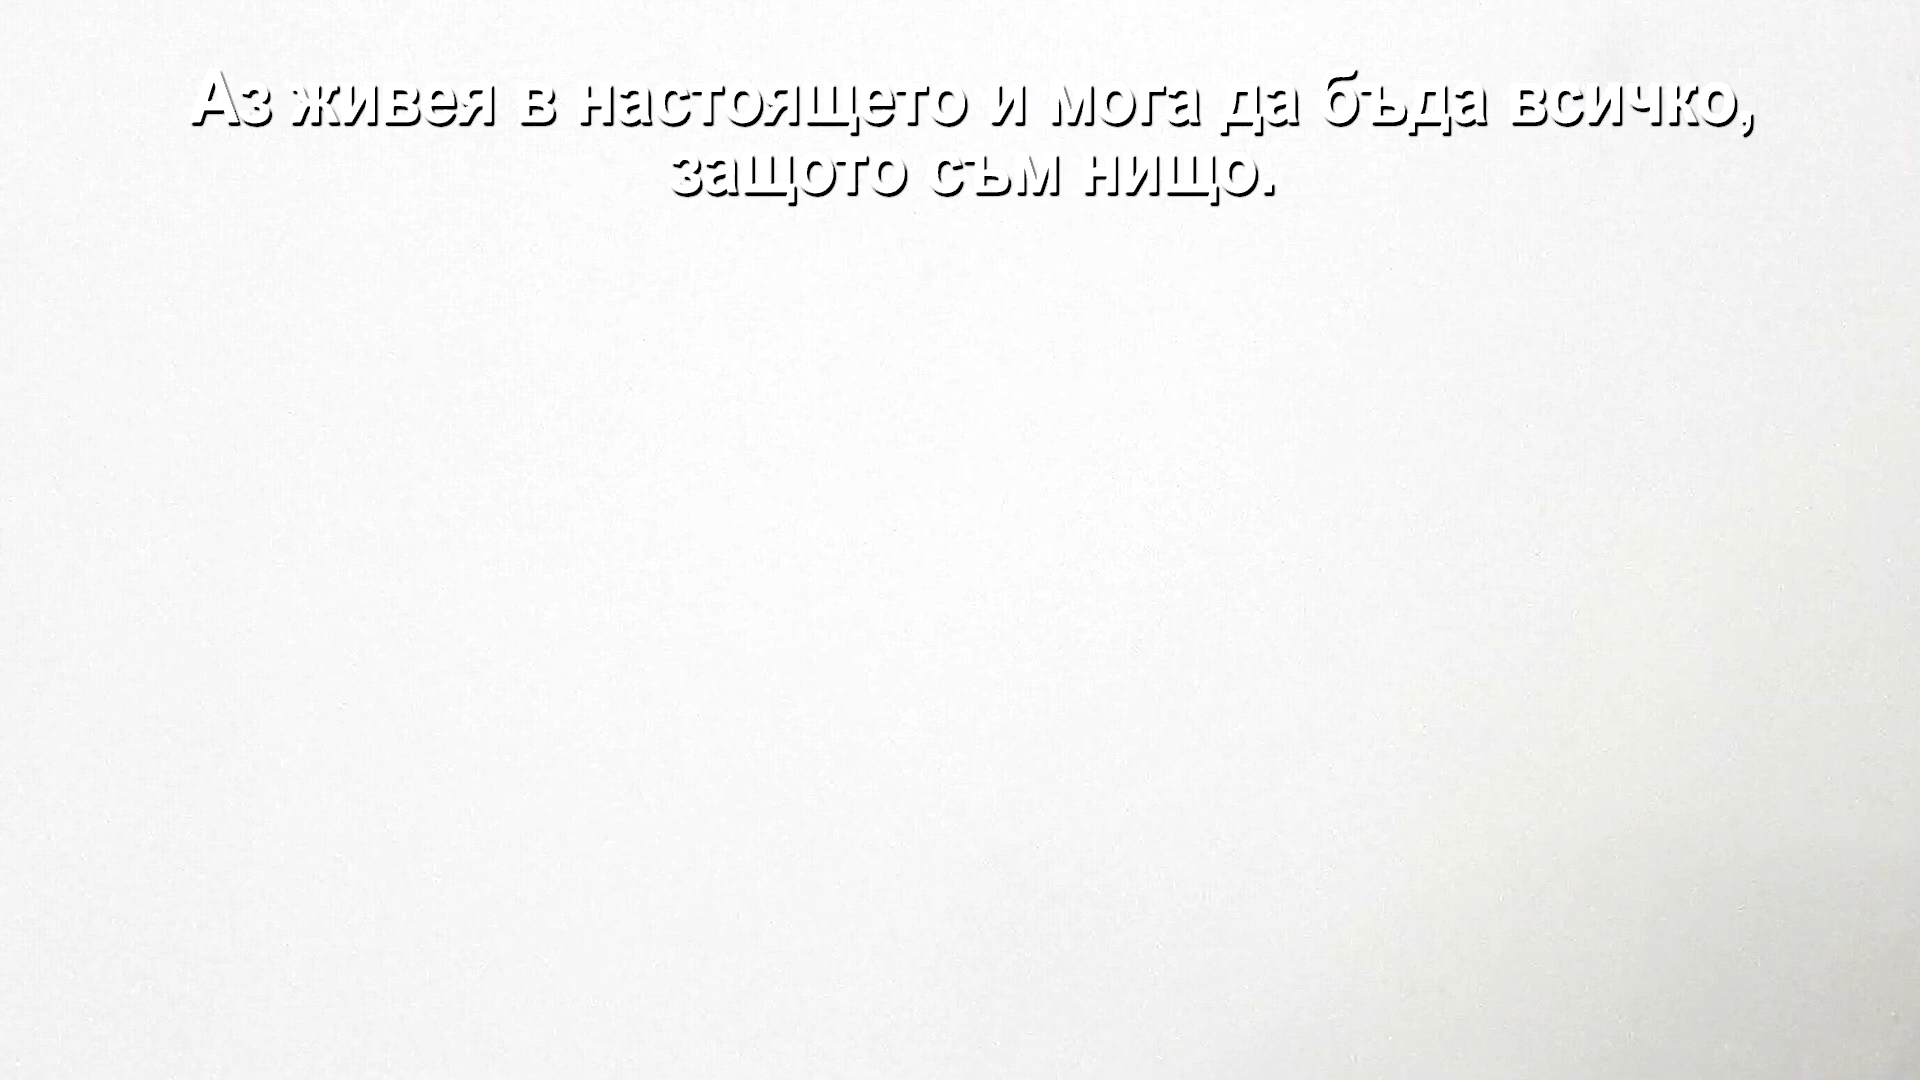 Аз живея в настоящето и мога да бъда всичко,
защото съм нищо.